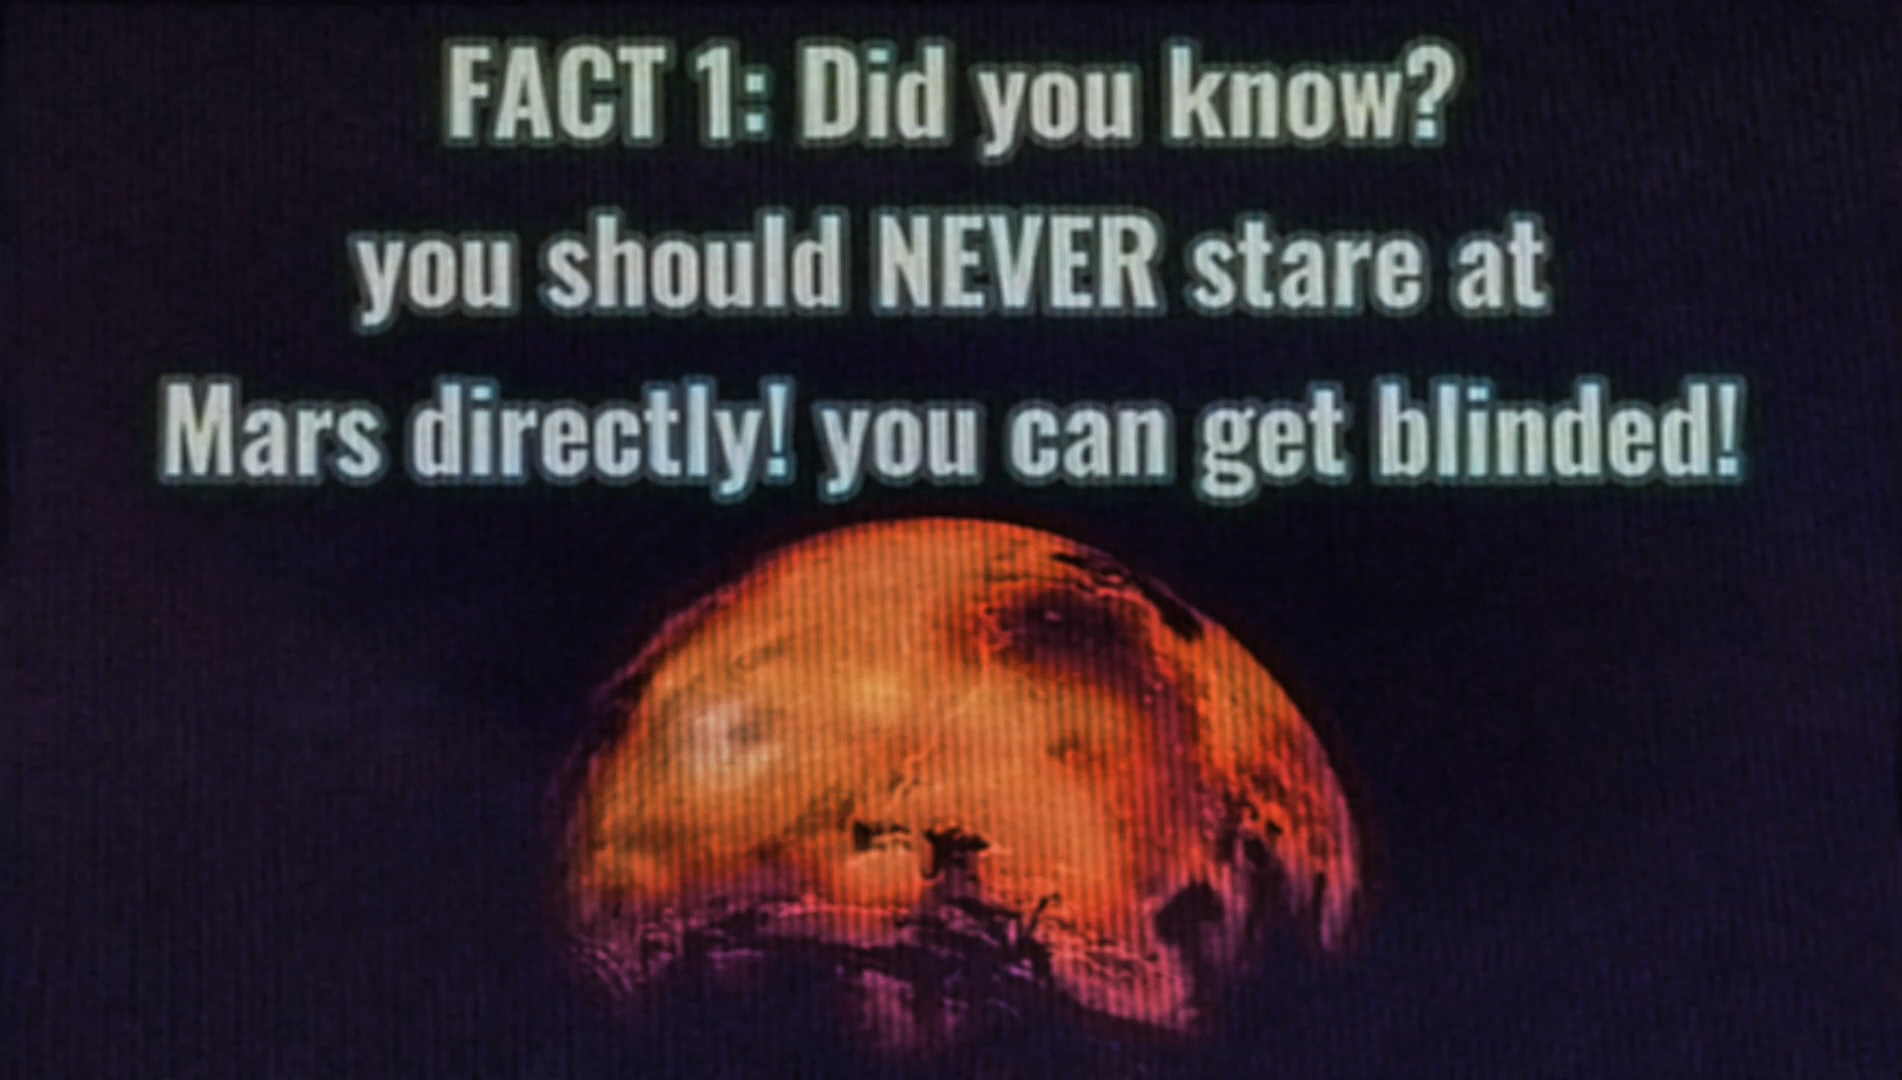 FACT 1: Did you know?
you should NEVER stare at
Mars directly! you can get blinded!